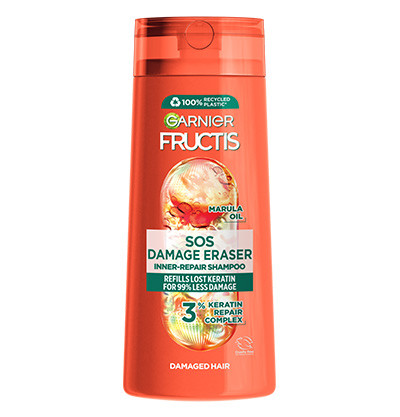 100% RECYCLED
PLASTIC*
GARNIER
FRUCTIS
MARULA
OIL
SOS
DAMAGE ERASER
INNER-REPAIR SHAMPOO
REFILLS LOST KERATIN
FOR 99% LESS DAMAGE
3% KERATIN
REPAIR
COMPLEX
DAMAGED HAIR